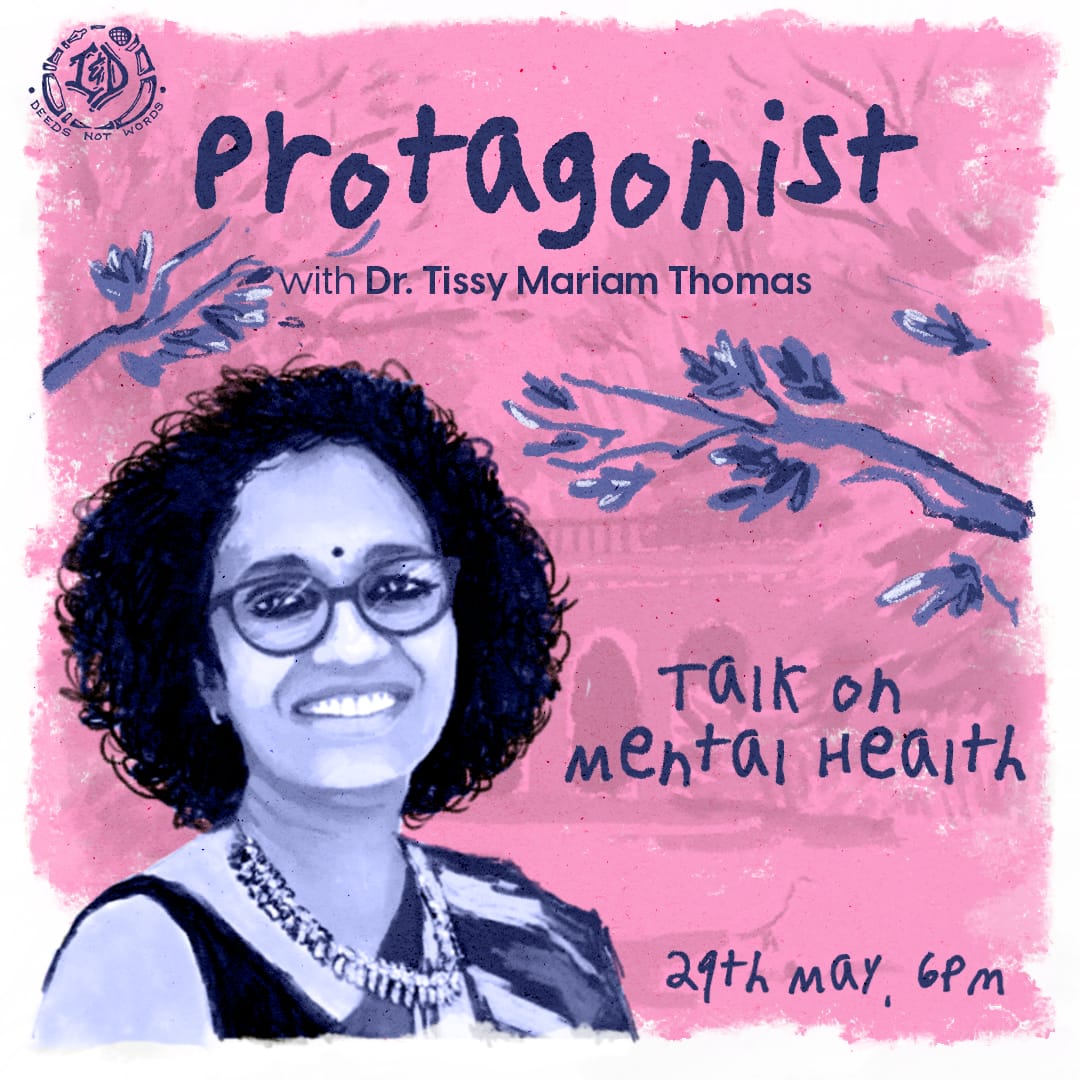 L&D
DEEDS NOT WORDS
Protagonist
with Dr. Tissy Mariam Thomas
Talk on
Mental Health
29th May, 6PM